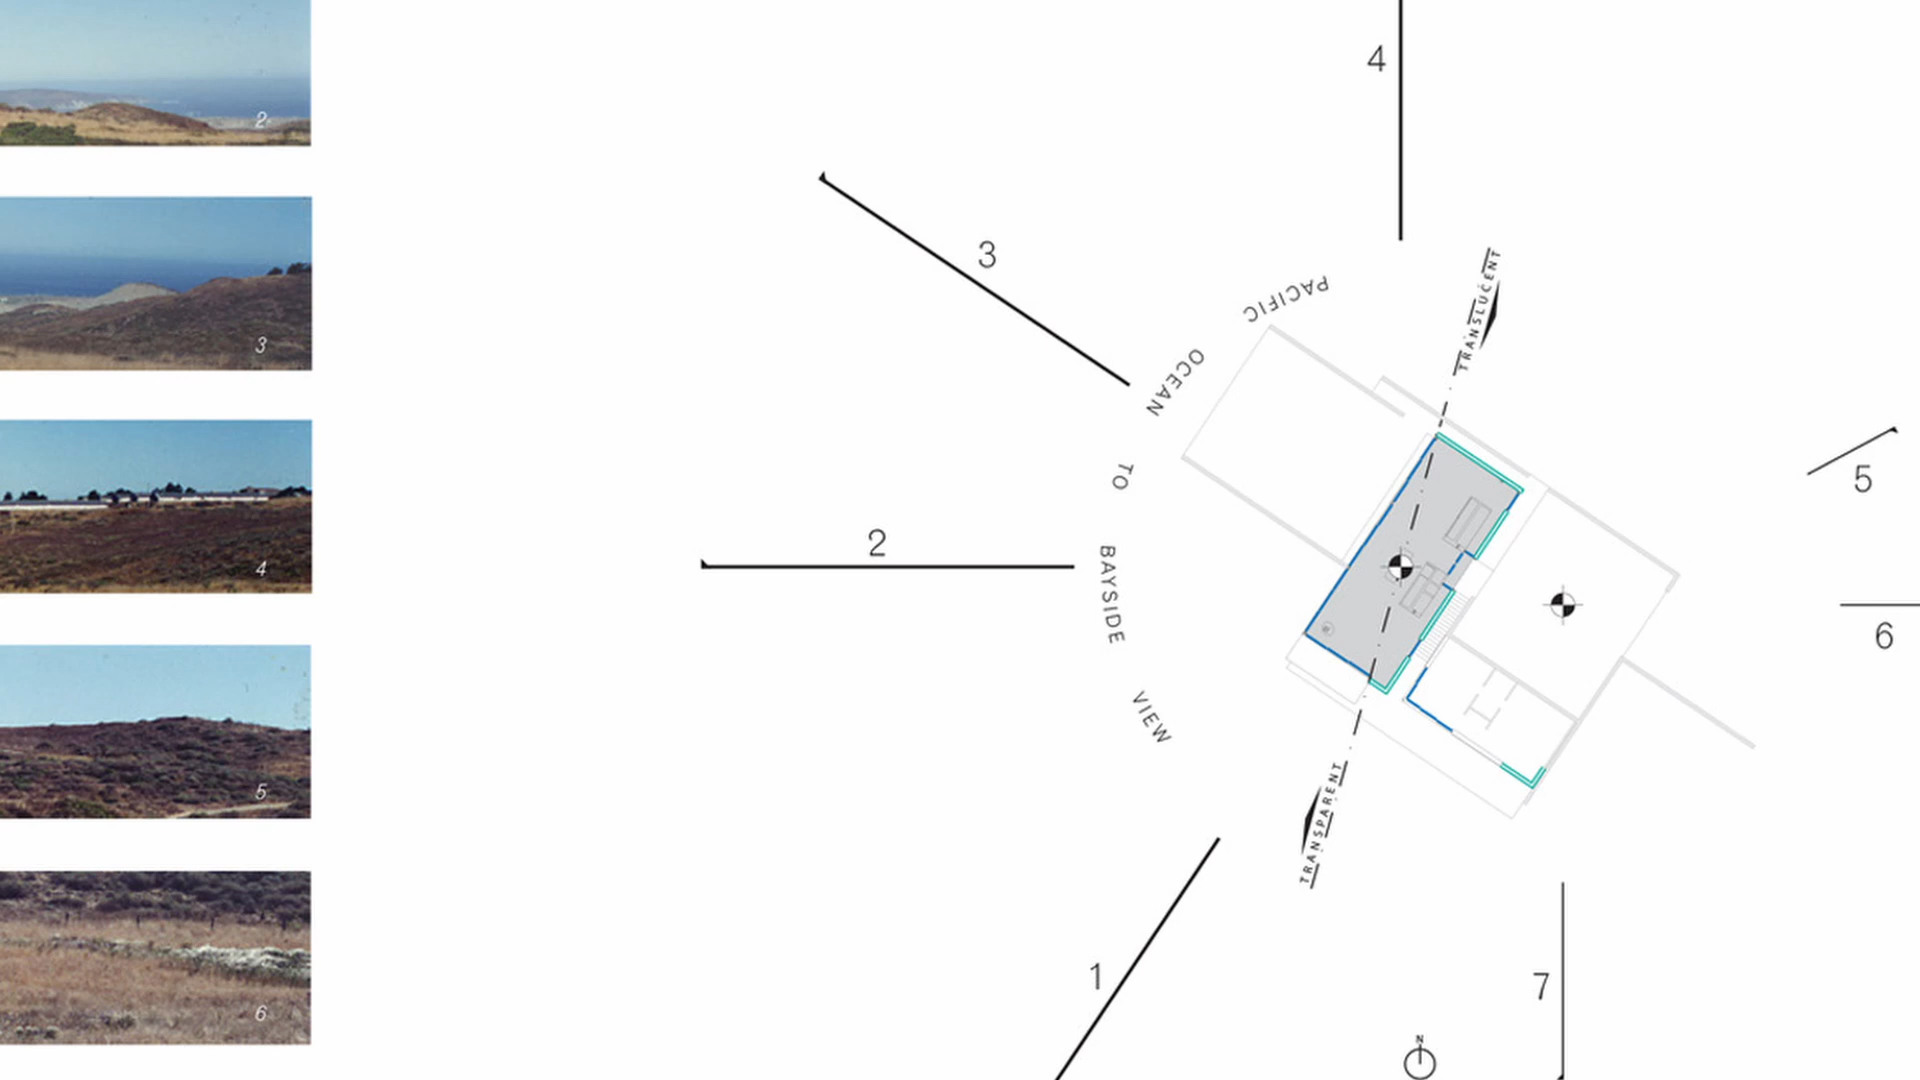 2
3
4
5
6
4
3
2
1
5
6
7
PACIFIC
OCEAN
TO
BAYSIDE
VIEW
TRANSLUCENT
TRANSPARENT
N